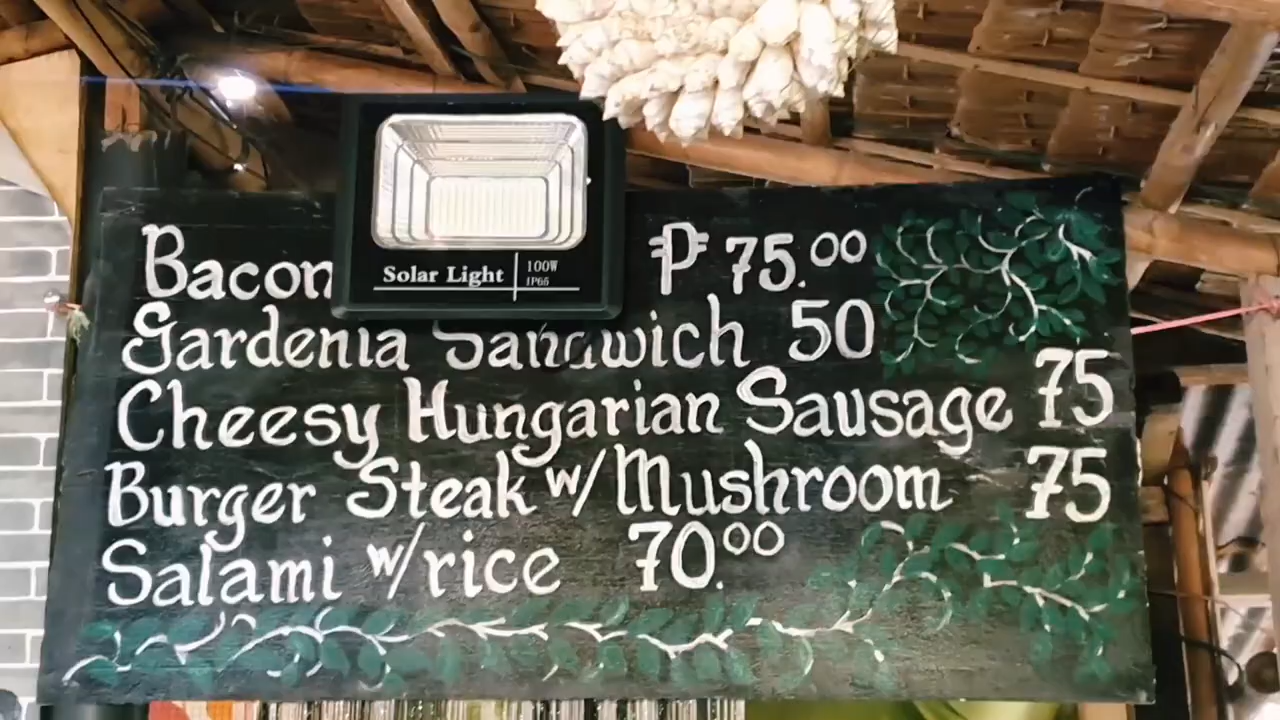 Solar Light 100W
IP66
Bacon ₱ 75.00
Gardenia Sandwich 50
Cheesy Hungarian Sausage 75
Burger Steak w/Mushroom 75
Salami w/rice 70.00